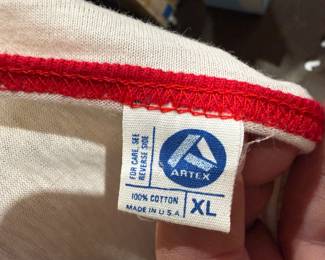 FOR CARE, SEE
REVERSE SIDE
ARTEX
100% COTTON
MADE IN U.S.A.
XL